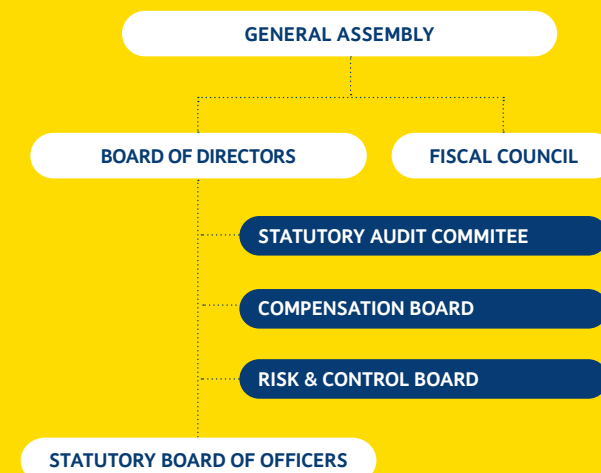 GENERAL ASSEMBLY
BOARD OF DIRECTORS
FISCAL COUNCIL
STATUTORY AUDIT COMMITEE
COMPENSATION BOARD
RISK & CONTROL BOARD
STATUTORY BOARD OF OFFICERS